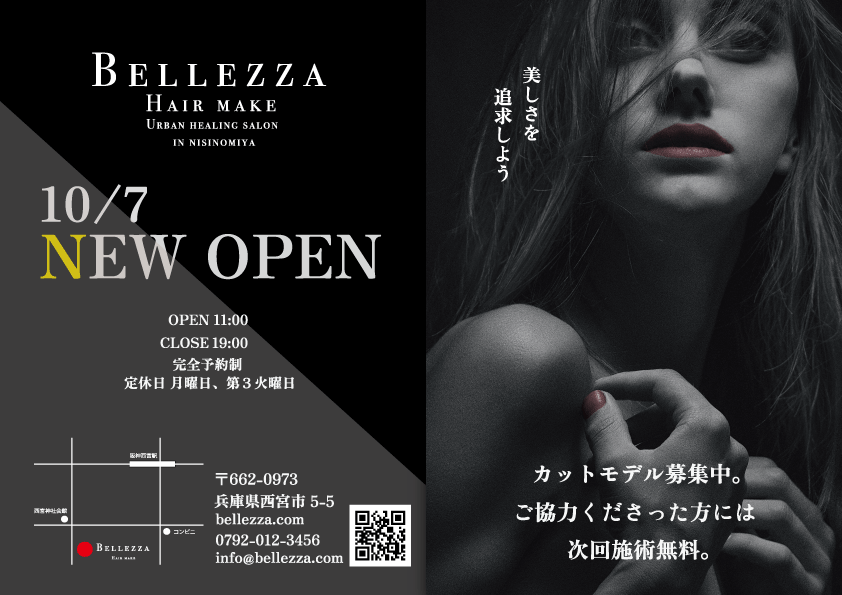 BELLEZZA
HAIR MAKE
URBAN HEALING SALON
IN NISINOMIYA
10/7
NEW OPEN
OPEN 11:00
CLOSE 19:00
完全予約制
定休日 月曜日、第3火曜日
阪神西宮駅
西宮神社会館
コンビニ
BELLEZZA
HAIR MAKE
〒662-0973
兵庫県西宮市 5-5
bellezza.com
0792-012-3456
info@bellezza.com
美しさを
追求しよう
カットモデル募集中。
ご協力くださった方には
次回施術無料。